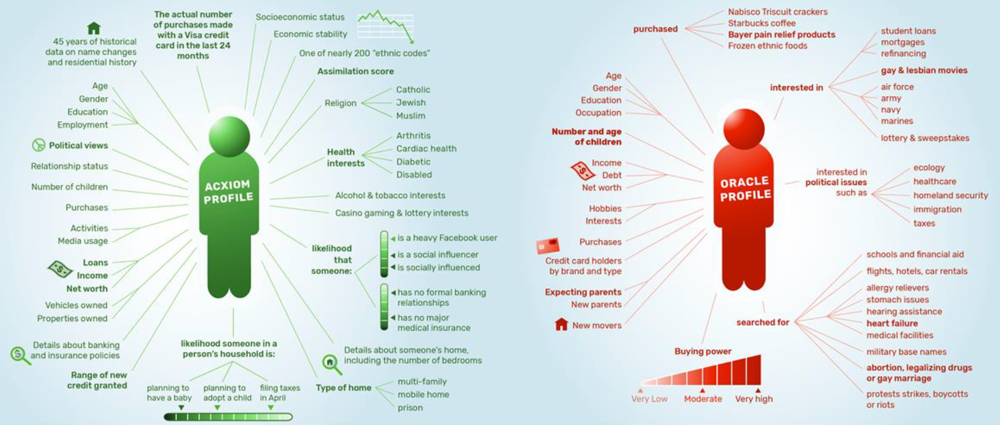 The actual number
of purchases made
with a Visa credit
card in the last 24
months
45 years of historical
data on name changes
and residential history
Age
Gender
Education
Employment
Political views
Relationship status
Number of children
Purchases
Activities
Media usage
Loans
Income
Net worth
Vehicles owned
Properties owned
Details about banking
and insurance policies
Range of new
credit granted
likelihood someone in a
person's household is:
planning to
have a baby
planning to
adopt a child
filing taxes
in April
ACXIOM
PROFILE
Socioeconomic status
Economic stability
One of nearly 200 "ethnic codes"
Assimilation score
Religion
Catholic
Jewish
Muslim
Health
interests
Arthritis
Cardiac health
Diabetic
Disabled
Alcohol & tobacco interests
Casino gaming & lottery interests
likelihood
that
someone:
is a heavy Facebook user
is a social influencer
is socially influenced
has no formal banking
relationships
has no major
medical insurance
Details about someone's home,
including the number of bedrooms
Type of home
multi-family
mobile home
prison
purchased
Nabisco Triscuit crackers
Starbucks coffee
Bayer pain relief products
Frozen ethnic foods
Age
Gender
Education
Occupation
Number and age
of children
Income
Debt
Net worth
Hobbies
Interests
Purchases
Credit card holders
by brand and type
Expecting parents
New parents
New movers
ORACLE
PROFILE
interested in
student loans
mortgages
refinancing
gay & lesbian movies
air force
army
navy
marines
lottery & sweepstakes
interested in
political issues
such as
ecology
healthcare
homeland security
immigration
taxes
searched for
schools and financial aid
flights, hotels, car rentals
allergy relievers
stomach issues
hearing assistance
heart failure
medical facilities
military base names
abortion, legalizing drugs
or gay marriage
protests strikes, boycotts
or riots
Buying power
Very Low
Moderate
Very high